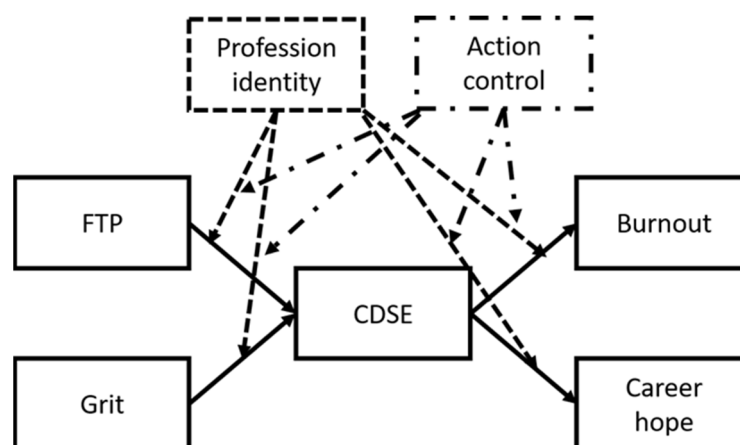 Profession
identity
Action
control
FTP
Burnout
CDSE
Grit
Career
hope